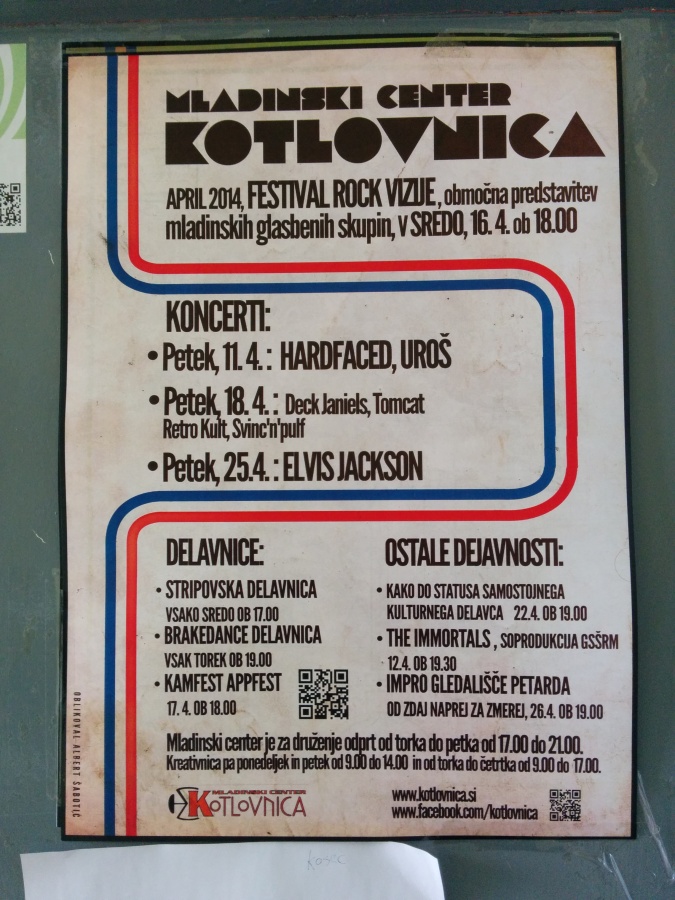 MLADINSKI CENTER
KOTLOVNICA
APRIL 2014, FESTIVAL ROCK VIZIJE, območna predstavitev
mladinskih glasbenih skupin, v SREDO, 16. 4. ob 18.00
KONCERTI:
• Petek, 11. 4. : HARDFACED, UROŠ
• Petek, 18. 4. : Deck Janiels, Tomcat
Retro Kult, Svinc'n'pulf
• Petek, 25.4. : ELVIS JACKSON
DELAVNICE:
• STRIPOVSKA DELAVNICA
VSAKO SREDO OB 17.00
• BRAKEDANCE DELAVNICA
VSAK TOREK OB 19.00
• KAMFEST APPFEST
17. 4. OB 18.00
OSTALE DEJAVNOSTI:
• KAKO DO STATUSA SAMOSTOJNEGA
KULTURNEGA DELAVCA 22.4. OB 19.00
• THE IMMORTALS , SOPRODUKCIJA GSŠRM
12.4. OB 19.30
• IMPRO GLEDALIŠČE PETARDA
OD ZDAJ NAPREJ ZA ZMEREJ, 26.4. OB 19.00
Mladinski center je za druženje odprt od torka do petka od 17.00 do 21.00.
Kreativnica pa ponedeljek in petek od 9.00 do 14.00 in od torka do četrtka od 9.00 do 17.00.
MLADINSKI CENTER
KOTLOVNICA
www.kotlovnica.si
www.facebook.com/kotlovnica
OBLIKOVAL ALBERT SABOTIČ